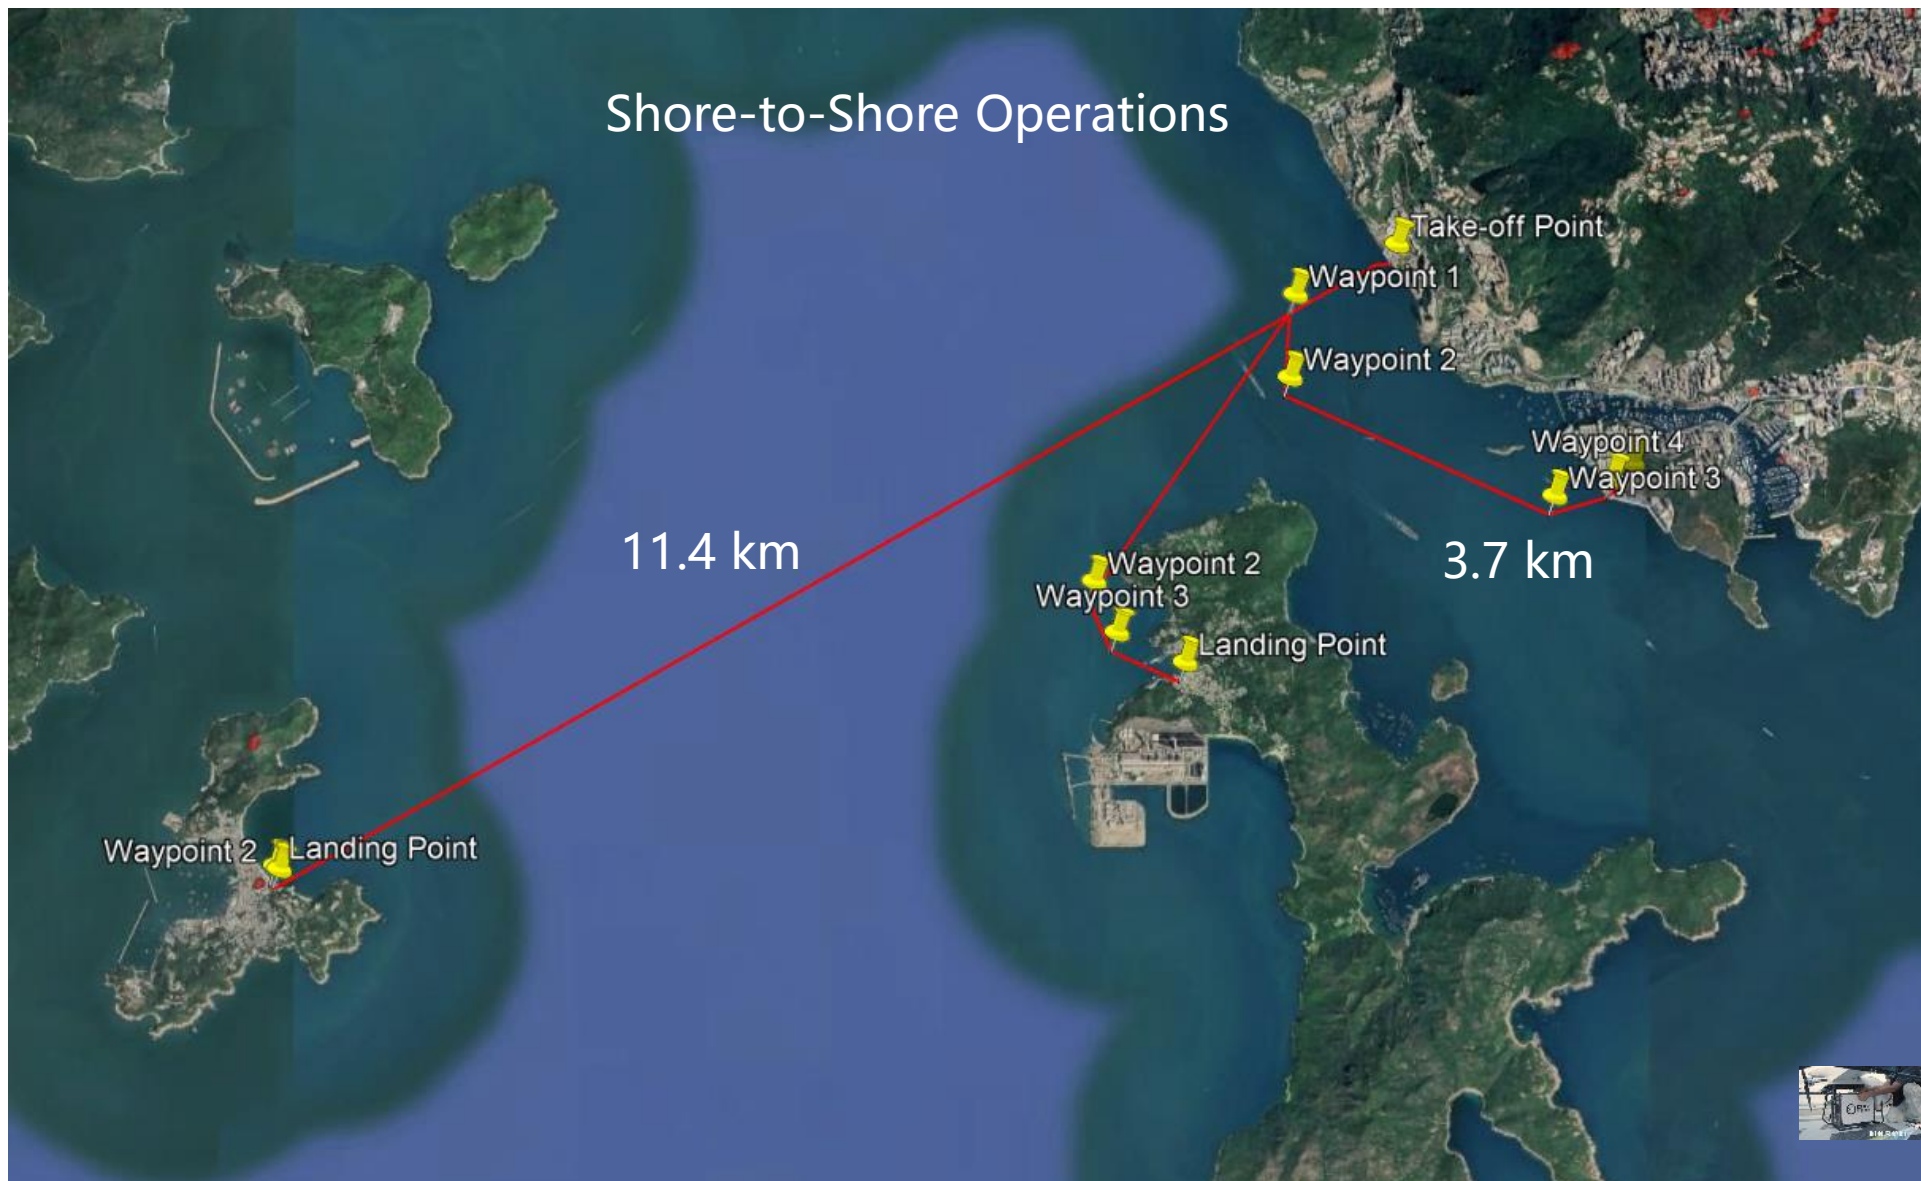 Shore-to-Shore Operations
Take-off Point
Waypoint 1
Waypoint 2
Waypoint 4
Waypoint 3
11.4 km
3.7 km
Waypoint 2
Waypoint 3
Landing Point
Waypoint 2
Landing Point